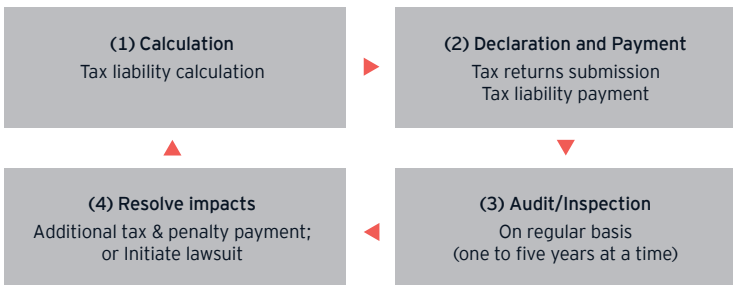 (1) Calculation
Tax liability calculation
(2) Declaration and Payment
Tax returns submission
Tax liability payment
(3) Audit/Inspection
On regular basis
(one to five years at a time)
(4) Resolve impacts
Additional tax & penalty payment;
or Initiate lawsuit